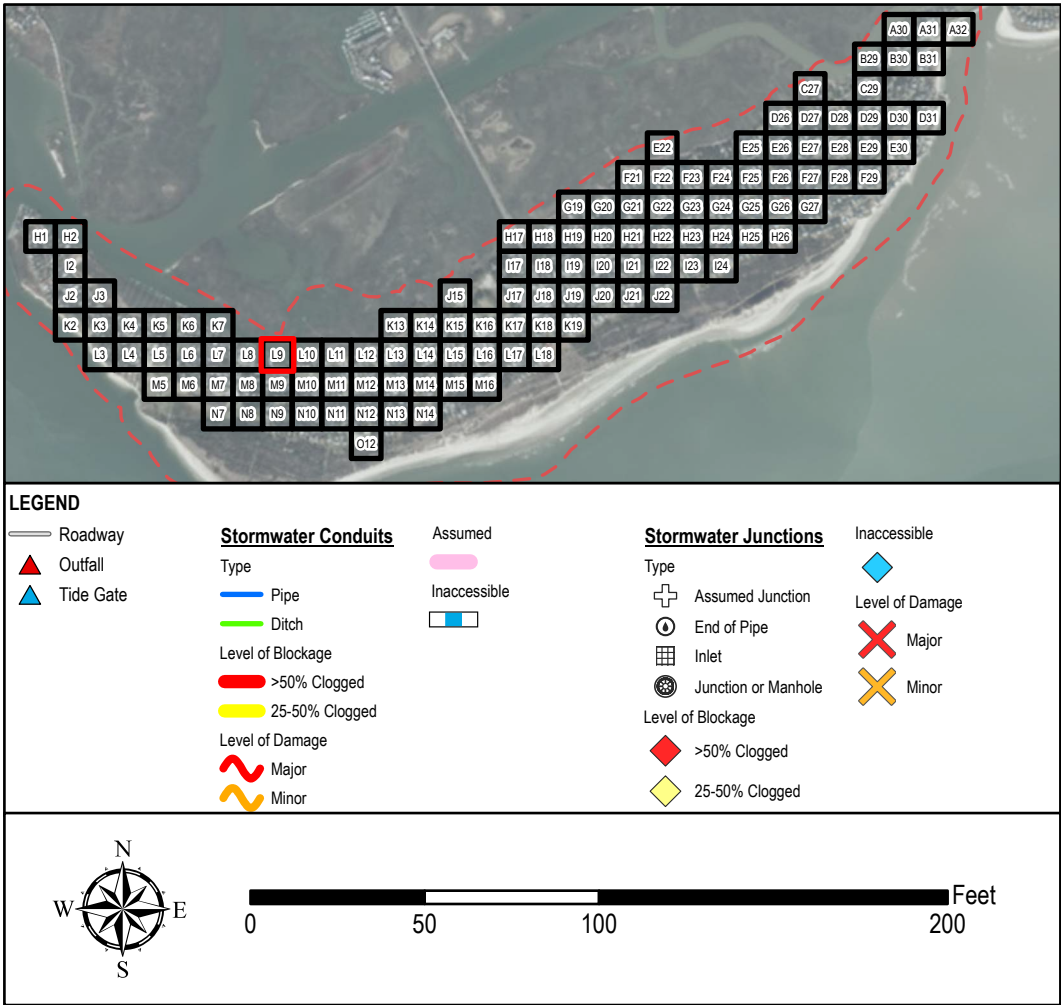 A30 A31 A32
B29 B30 B31
C27 C29
D26 D27 D28 D29 D30 D31
E22 E25 E26 E27 E28 E29 E30
F21 F22 F23 F24 F25 F26 F27 F28 F29
G19 G20 G21 G22 G23 G24 G25 G26 G27
H1 H2 H17 H18 H19 H20 H21 H22 H23 H24 H25 H26
I2 I17 I18 I19 I20 I21 I22 I23 I24
J2 J3 J15 J17 J18 J19 J20 J21 J22
K2 K3 K4 K5 K6 K7 K13 K14 K15 K16 K17 K18 K19
L3 L4 L5 L6 L7 L8 L9 L10 L11 L12 L13 L14 L15 L16 L17 L18
M5 M6 M7 M8 M9 M10 M11 M12 M13 M14 M15 M16
N7 N8 N9 N10 N11 N12 N13 N14
O12
LEGEND
Roadway
Outfall
Tide Gate
Stormwater Conduits
Type
Pipe
Ditch
Level of Blockage
>50% Clogged
25-50% Clogged
Level of Damage
Major
Minor
Assumed
Inaccessible
Stormwater Junctions
Type
Assumed Junction
End of Pipe
Inlet
Junction or Manhole
Level of Blockage
>50% Clogged
25-50% Clogged
Inaccessible
Level of Damage
Major
Minor
N
W E
S
Feet
0 50 100 200